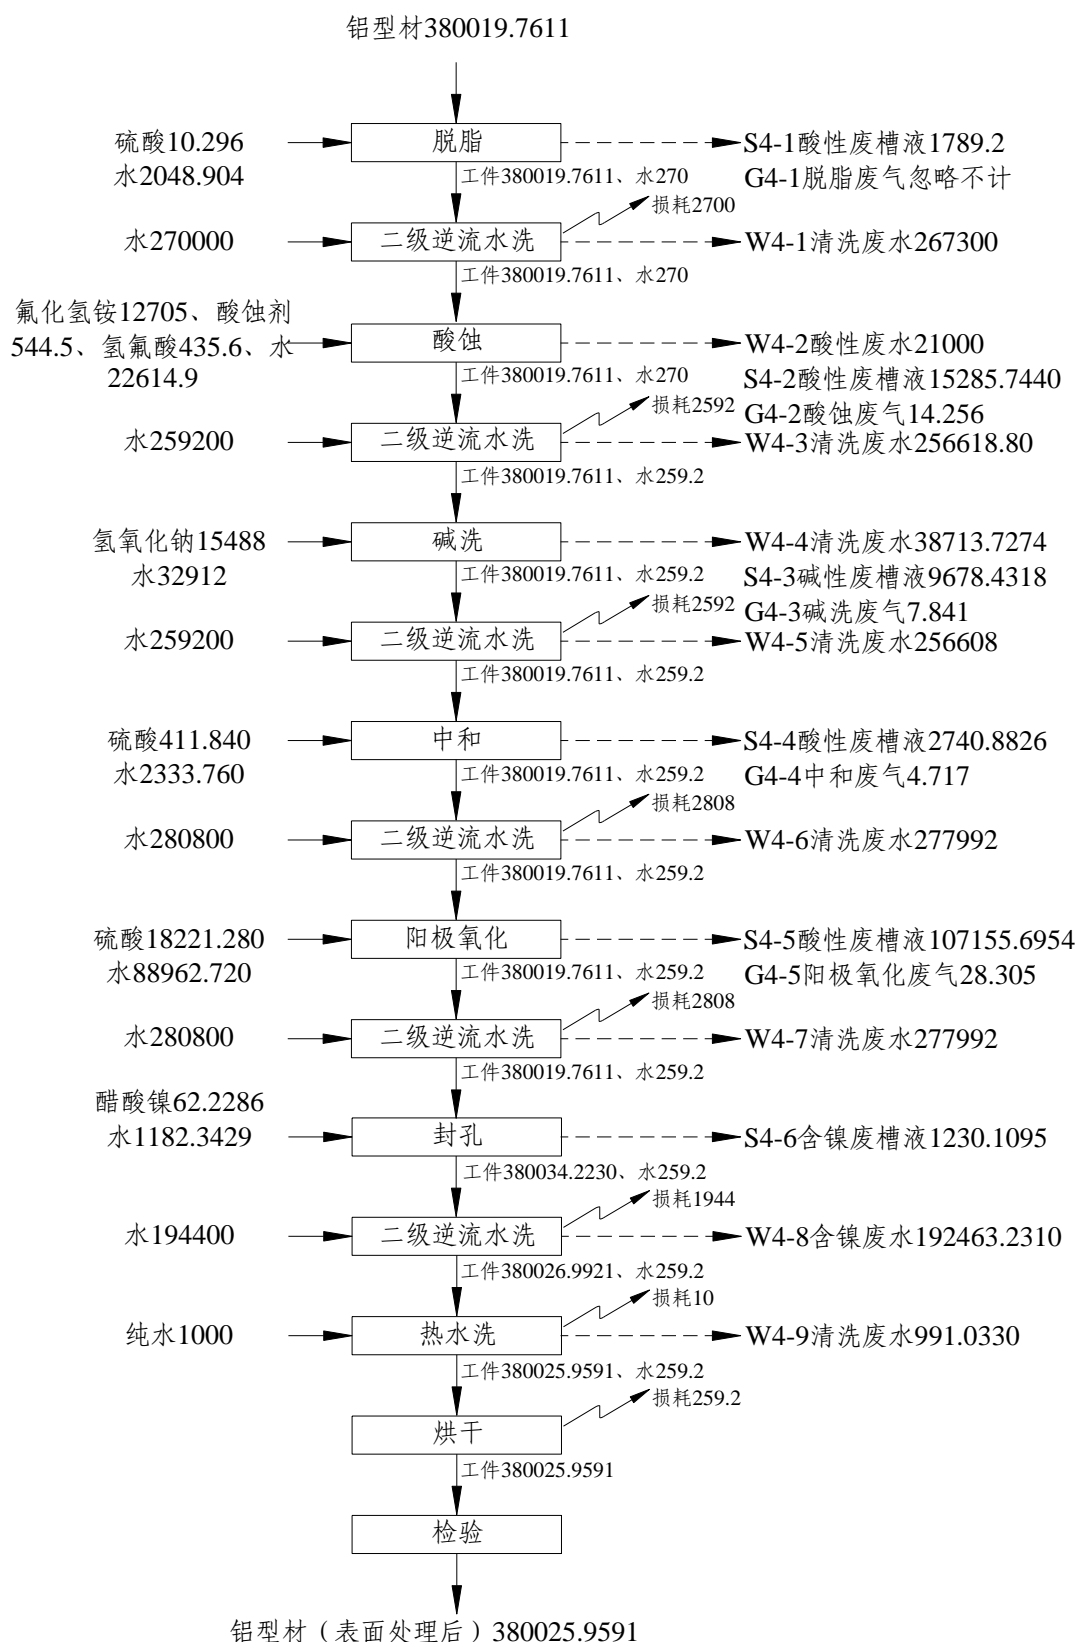 铝型材380019.7611
硫酸10.296
水2048.904
脱脂
S4-1酸性废槽液1789.2
G4-1脱脂废气忽略不计
工件380019.7611、水270
损耗2700
水270000
二级逆流水洗
W4-1清洗废水267300
工件380019.7611、水270
氟化氢铵12705、酸蚀剂
544.5、氢氟酸435.6、水
22614.9
酸蚀
W4-2酸性废水21000
S4-2酸性废槽液15285.7440
G4-2酸蚀废气14.256
工件380019.7611、水270
损耗2592
水259200
二级逆流水洗
W4-3清洗废水256618.80
工件380019.7611、水259.2
氢氧化钠15488
水32912
碱洗
W4-4清洗废水38713.7274
S4-3碱性废槽液9678.4318
G4-3碱洗废气7.841
工件380019.7611、水259.2
损耗2592
水259200
二级逆流水洗
W4-5清洗废水256608
工件380019.7611、水259.2
硫酸411.840
水2333.760
中和
S4-4酸性废槽液2740.8826
G4-4中和废气4.717
工件380019.7611、水259.2
损耗2808
水280800
二级逆流水洗
W4-6清洗废水277992
工件380019.7611、水259.2
硫酸18221.280
水88962.720
阳极氧化
S4-5酸性废槽液107155.6954
G4-5阳极氧化废气28.305
工件380019.7611、水259.2
损耗2808
水280800
二级逆流水洗
W4-7清洗废水277992
工件380019.7611、水259.2
醋酸镍62.2286
水1182.3429
封孔
S4-6含镍废槽液1230.1095
工件380034.2230、水259.2
损耗1944
水194400
二级逆流水洗
W4-8含镍废水192463.2310
工件380026.9921、水259.2
损耗10
纯水1000
热水洗
W4-9清洗废水991.0330
工件380025.9591、水259.2
损耗259.2
烘干
工件380025.9591
检验
铝型材（表面处理后）380025.9591